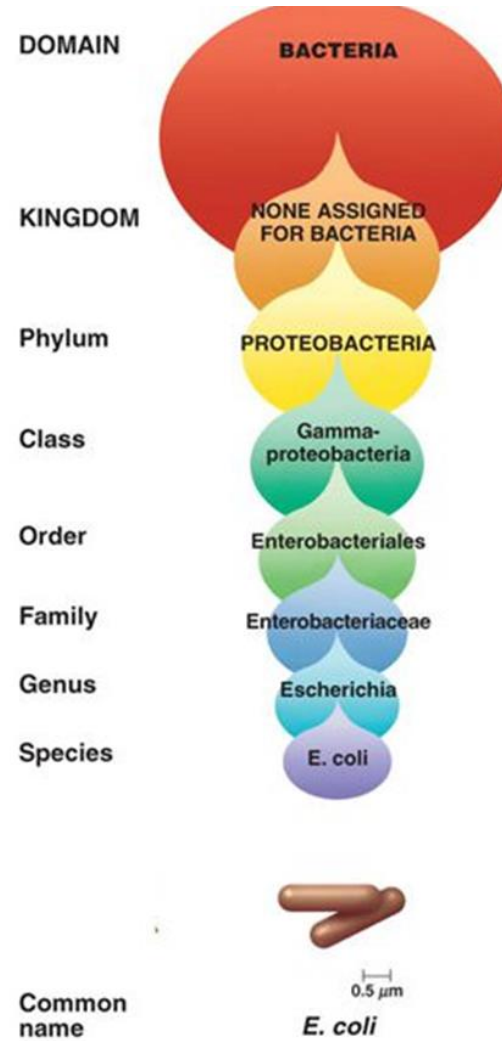 DOMAIN
BACTERIA
KINGDOM
NONE ASSIGNED
FOR BACTERIA
Phylum
PROTEOBACTERIA
Class
Gamma-
proteobacteria
Order
Enterobacteriales
Family
Enterobacteriaceae
Genus
Escherichia
Species
E. coli
0.5 μm
Common
name
E. coli